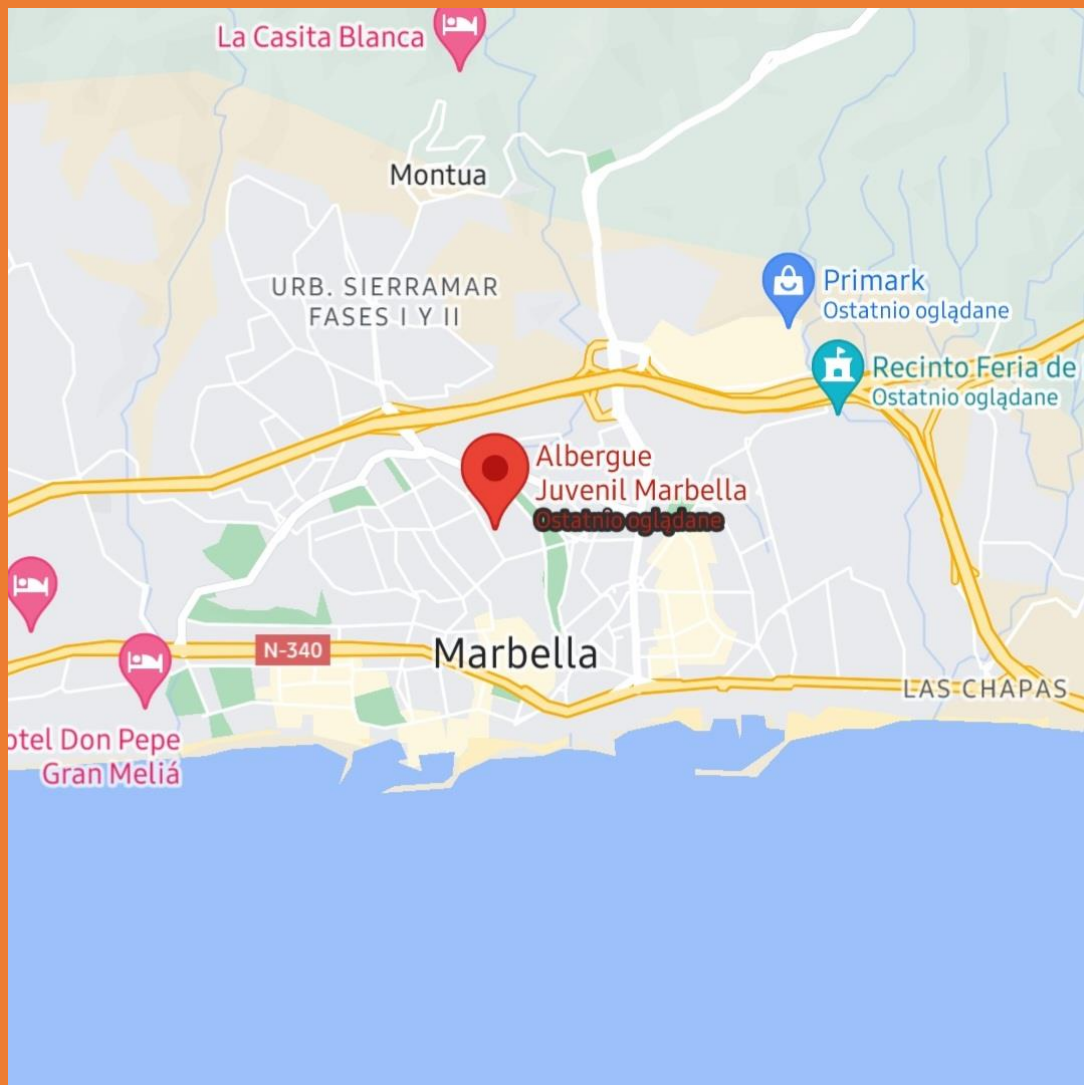 La Casita Blanca
Montua
URB. SIERRAMAR
FASES I Y II
Primark
Ostatnio oglądane
Recinto Feria de
Ostatnio oglądane
Albergue
Juvenil Marbella
Ostatnio oglądane
N-340
Marbella
LAS CHAPAS
otel Don Pepe
Gran Meliá